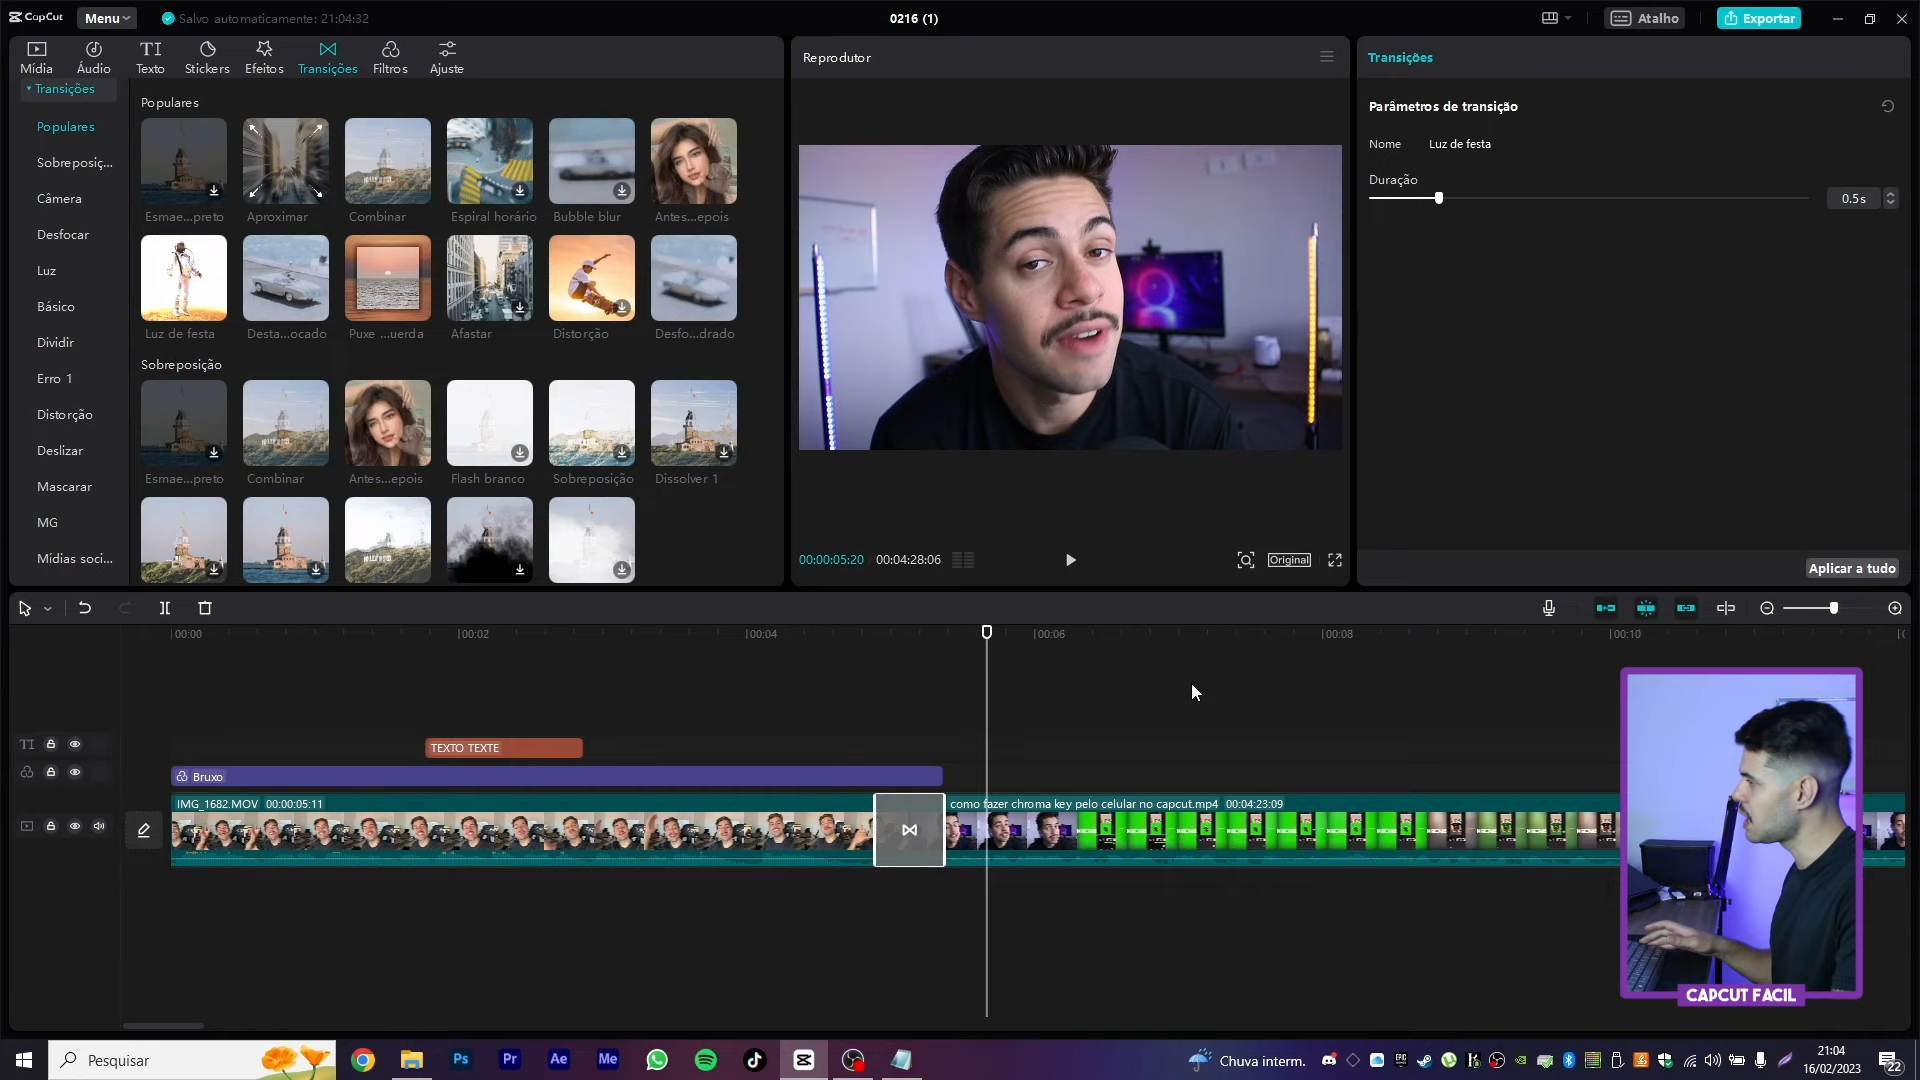 CapCut
Menu
Salvo automaticamente: 21:04:32
0216 (1)
Atalho
Exportar
Mídia
Áudio
Texto
Stickers
Efeitos
Transições
Filtros
Ajuste
Transições
Populares
Sobreposiç...
Câmera
Desfocar
Luz
Básico
Dividir
Erro 1
Distorção
Deslizar
Mascarar
MG
Mídias soci...
Populares
Esmae...preto
Aproximar
Combinar
Espiral horário
Bubble blur
Antes...epois
Luz de festa
Desta...ocado
Puxe ...uerda
Afastar
Distorção
Desfo...drado
Sobreposição
Esmae...preto
Combinar
Antes...epois
Flash branco
Sobreposição
Dissolver 1
Reprodutor
00:00:05:20
00:04:28:06
Original
Transições
Parâmetros de transição
Nome
Luz de festa
Duração
0.5s
Aplicar a tudo
00:00
00:02
00:04
00:06
00:08
00:10
TI
TEXTO TEXTE
Bruxo
IMG_1682.MOV 00:00:05:11
como fazer chroma key pelo celular no capcut.mp4 00:04:23:09
CAPCUT FACIL
Pesquisar
Ps
Pr
Ae
Me
Chuva interm.
21:04
16/02/2023
22